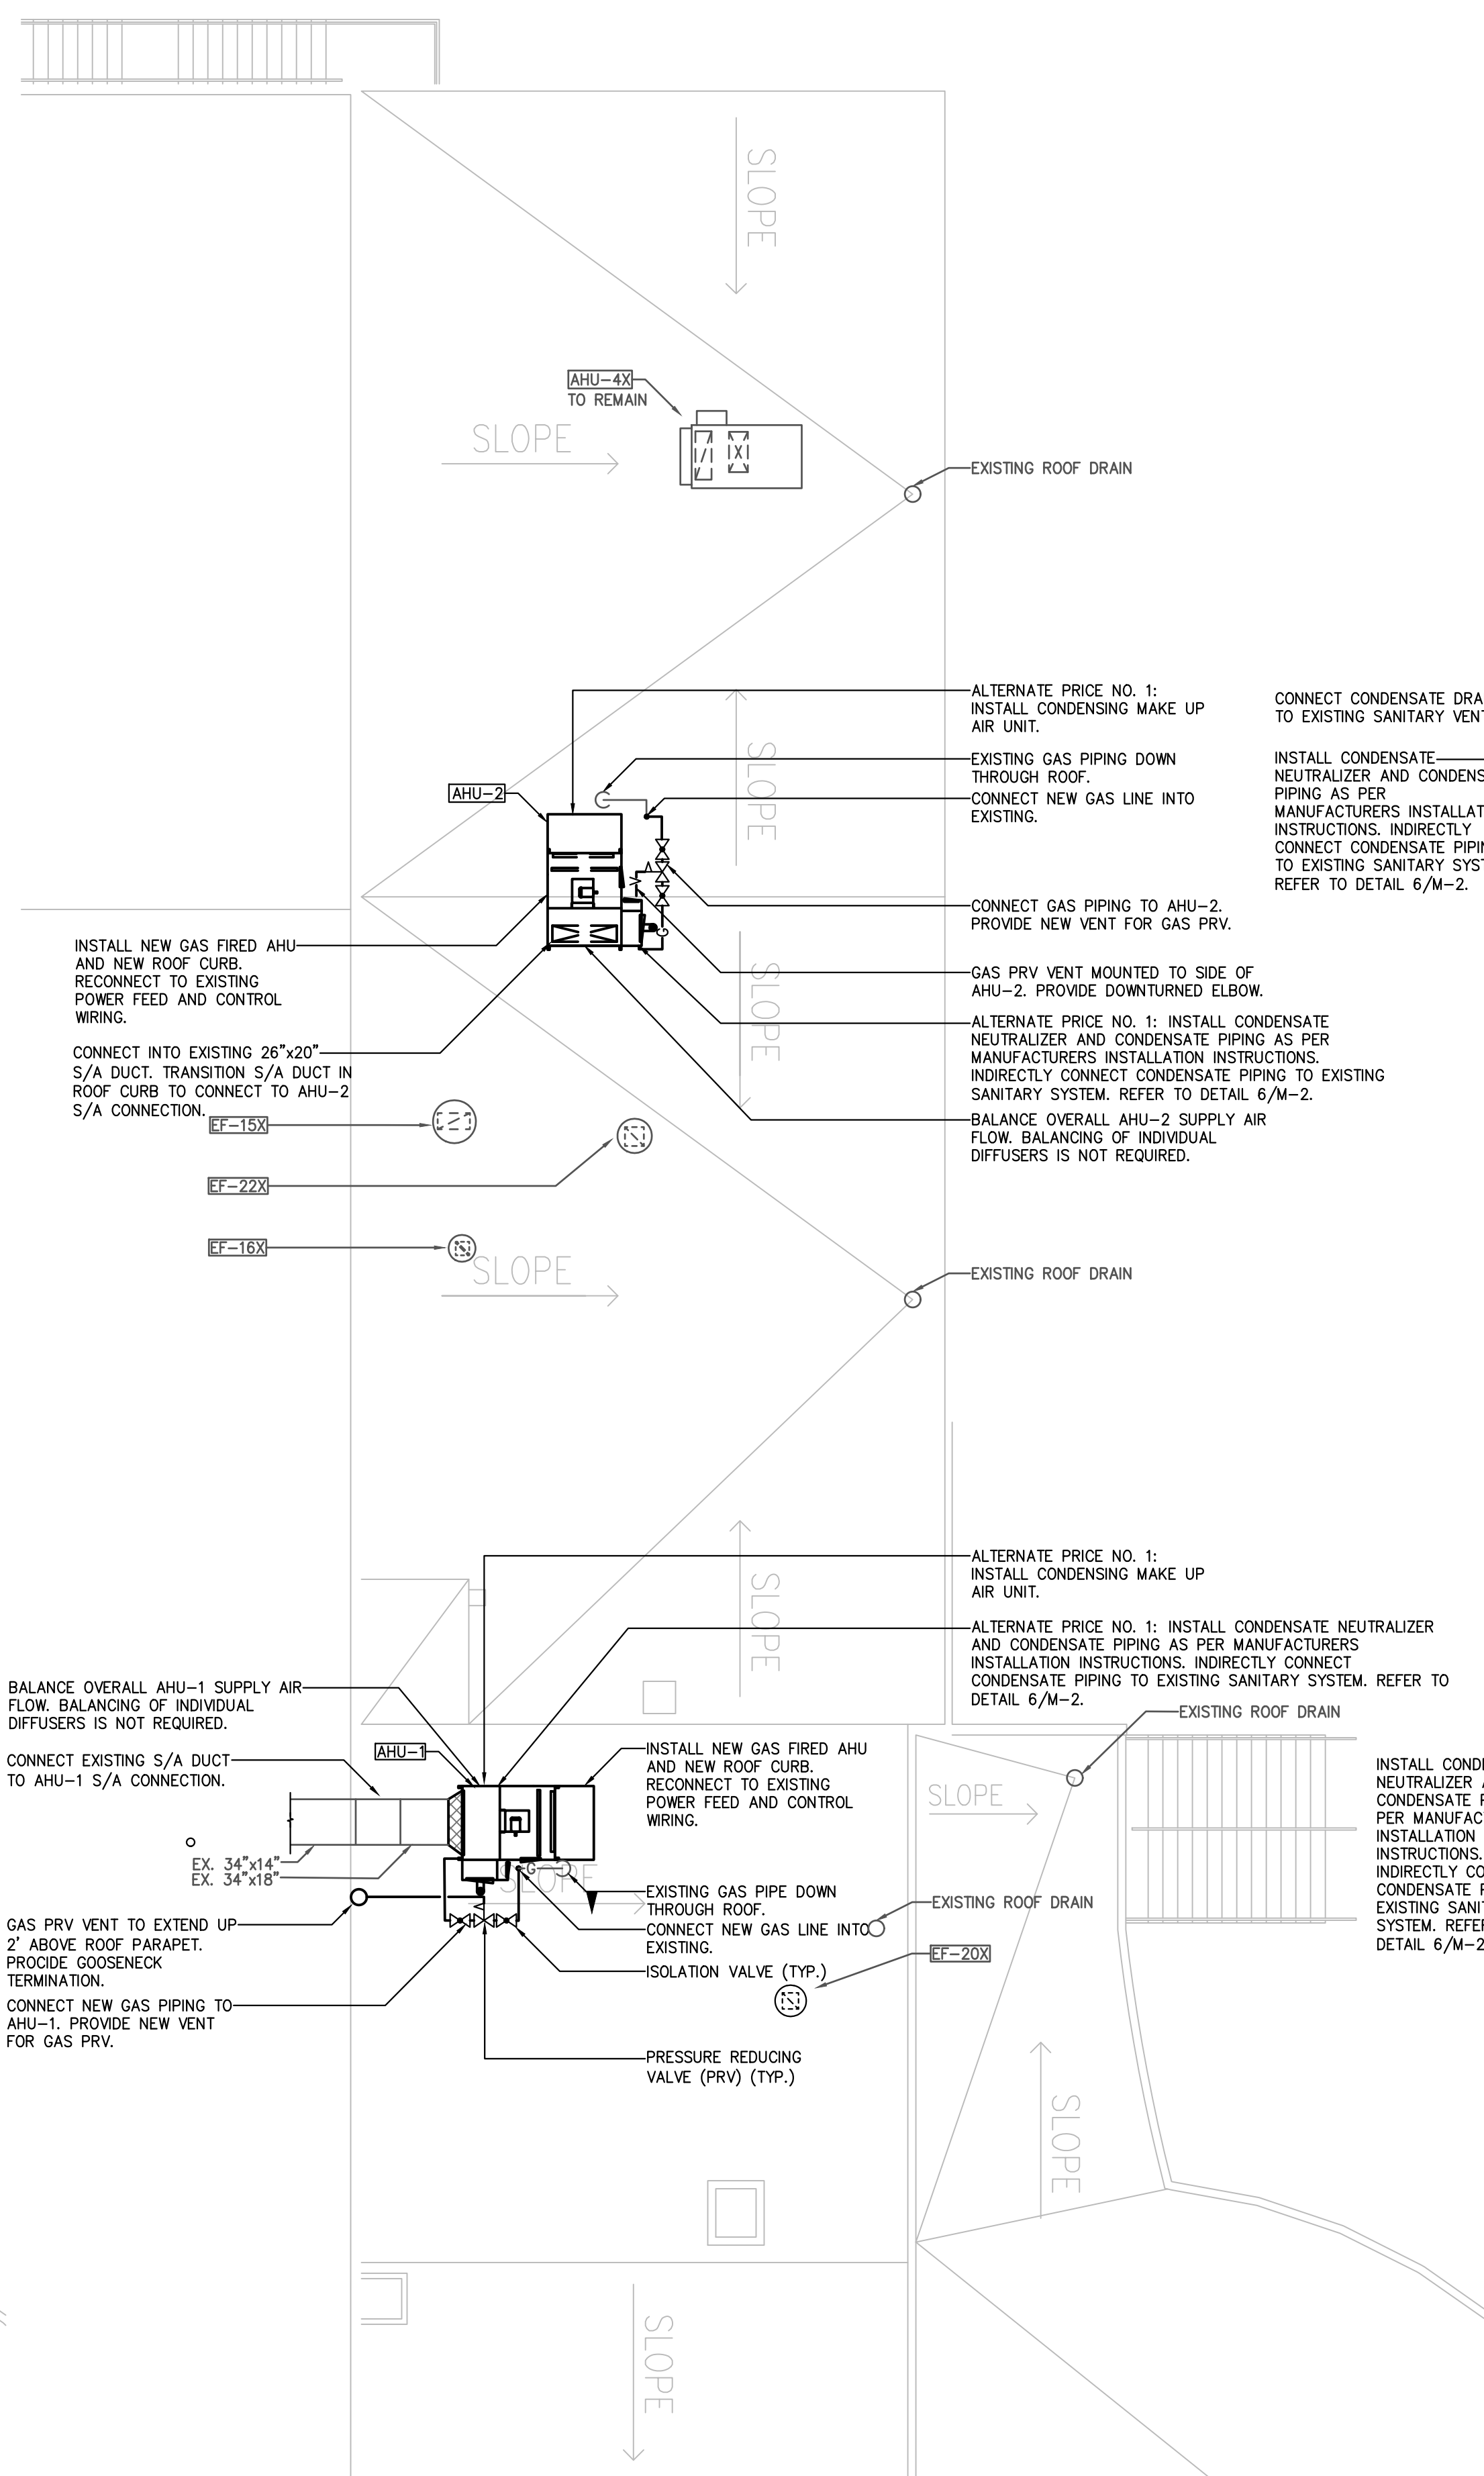 SLOPE
AHU-4X
TO REMAIN
SLOPE
EXISTING ROOF DRAIN
ALTERNATE PRICE NO. 1:
INSTALL CONDENSING MAKE UP
AIR UNIT.
CONNECT CONDENSATE
TO EXISTING SANITARY
SLOPE
EXISTING GAS PIPING DOWN
THROUGH ROOF.
INSTALL CONDENSATE
NEUTRALIZER AND
PIPING AS PER
MANUFACTURERS
INSTRUCTIONS. INDIRECTLY
CONNECT CONDENSATE
TO EXISTING SANITARY
REFER TO DETAIL 6/M-2.
AHU-2
CONNECT NEW GAS LINE INTO
EXISTING.
CONNECT GAS PIPING TO AHU-2.
PROVIDE NEW VENT FOR GAS PRV.
V
G
INSTALL NEW GAS FIRED AHU
AND NEW ROOF CURB.
RECONNECT TO EXISTING
POWER FEED AND CONTROL
WIRING.
GAS PRV VENT MOUNTED TO SIDE OF
AHU-2. PROVIDE DOWNTURNED ELBOW.
SLOPE
ALTERNATE PRICE NO. 1: INSTALL CONDENSATE
NEUTRALIZER AND CONDENSATE PIPING AS PER
MANUFACTURERS INSTALLATION INSTRUCTIONS.
INDIRECTLY CONNECT CONDENSATE PIPING TO EXISTING
SANITARY SYSTEM. REFER TO DETAIL 6/M-2.
CONNECT INTO EXISTING 26"x20"
S/A DUCT. TRANSITION S/A DUCT IN
ROOF CURB TO CONNECT TO AHU-2
S/A CONNECTION.
BALANCE OVERALL AHU-2 SUPPLY AIR
FLOW. BALANCING OF INDIVIDUAL
DIFFUSERS IS NOT REQUIRED.
EF-15X
EF-22X
EF-16X
SLOPE
EXISTING ROOF DRAIN
ALTERNATE PRICE NO. 1:
INSTALL CONDENSING MAKE UP
AIR UNIT.
SLOPE
ALTERNATE PRICE NO. 1: INSTALL CONDENSATE NEUTRALIZER
AND CONDENSATE PIPING AS PER MANUFACTURERS
INSTALLATION INSTRUCTIONS. INDIRECTLY CONNECT
CONDENSATE PIPING TO EXISTING SANITARY SYSTEM. REFER TO
DETAIL 6/M-2.
BALANCE OVERALL AHU-1 SUPPLY AIR
FLOW. BALANCING OF INDIVIDUAL
DIFFUSERS IS NOT REQUIRED.
EXISTING ROOF DRAIN
CONNECT EXISTING S/A DUCT
TO AHU-1 S/A CONNECTION.
AHU-1
INSTALL NEW GAS FIRED AHU
AND NEW ROOF CURB.
RECONNECT TO EXISTING
POWER FEED AND CONTROL
WIRING.
SLOPE
INSTALL
NEUTRALIZER
CONDENSATE
PER
INSTALLATION
INSTRUCTIONS.
INDIRECTLY
CONDENSATE
EXISTING
SYSTEM.
DETAIL 6/M-2
EX. 34"x14"
EX. 34"x18"
G
SLOPE
V
EXISTING GAS PIPE DOWN
THROUGH ROOF.
EXISTING ROOF DRAIN
GAS PRV VENT TO EXTEND UP
2' ABOVE ROOF PARAPET.
PROCIDE GOOSENECK
TERMINATION.
CONNECT NEW GAS LINE INTO
EXISTING.
EF-20X
ISOLATION VALVE (TYP.)
CONNECT NEW GAS PIPING TO
AHU-1. PROVIDE NEW VENT
FOR GAS PRV.
PRESSURE REDUCING
VALVE (PRV) (TYP.)
SLOPE
SLOPE